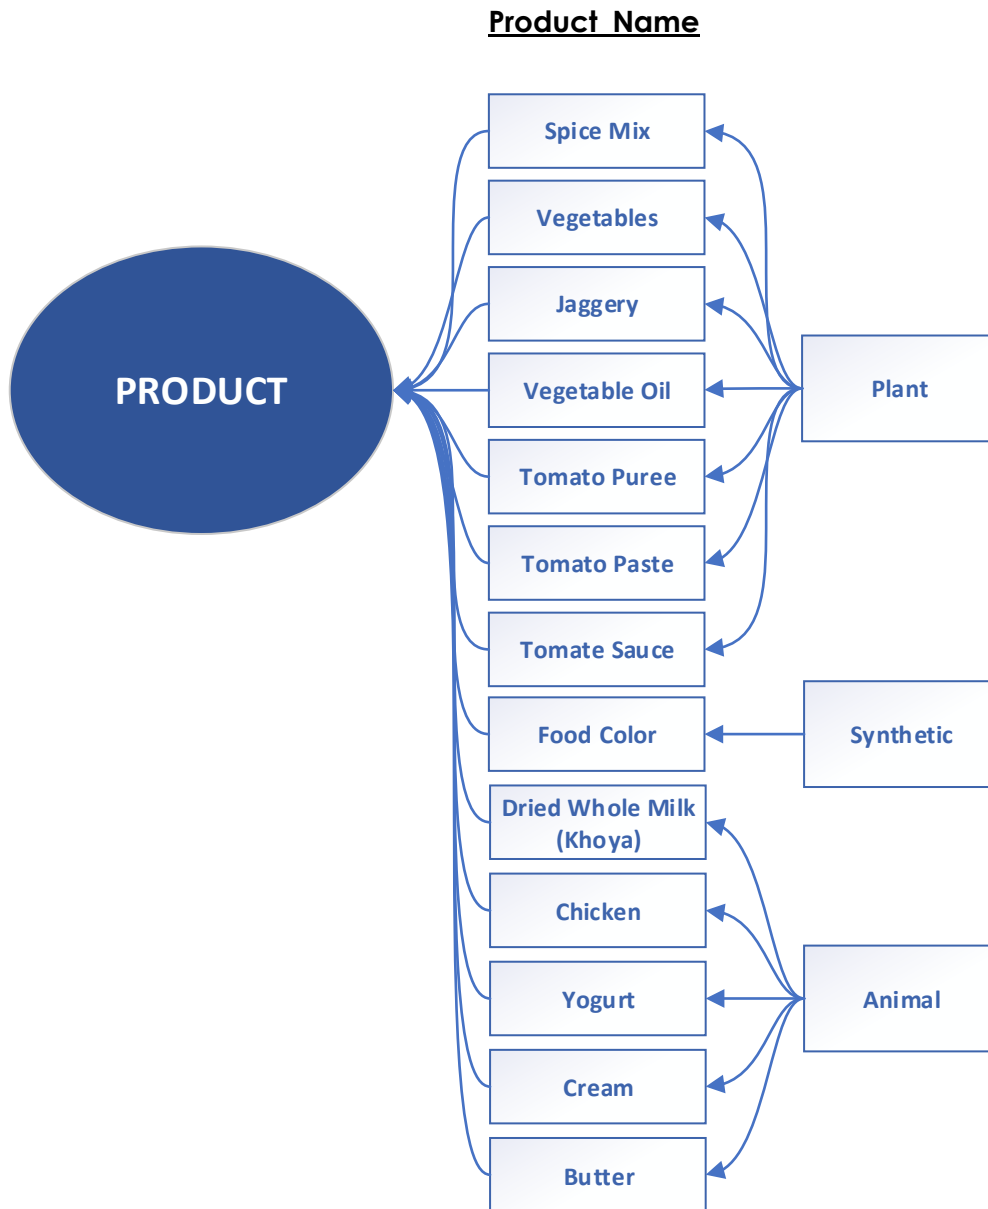 Product Name
Spice Mix
Vegetables
Jaggery
Vegetable Oil
Tomato Puree
Tomato Paste
Tomate Sauce
Food Color
Dried Whole Milk
(Khoya)
Chicken
Yogurt
Cream
Butter
PRODUCT
Plant
Synthetic
Animal